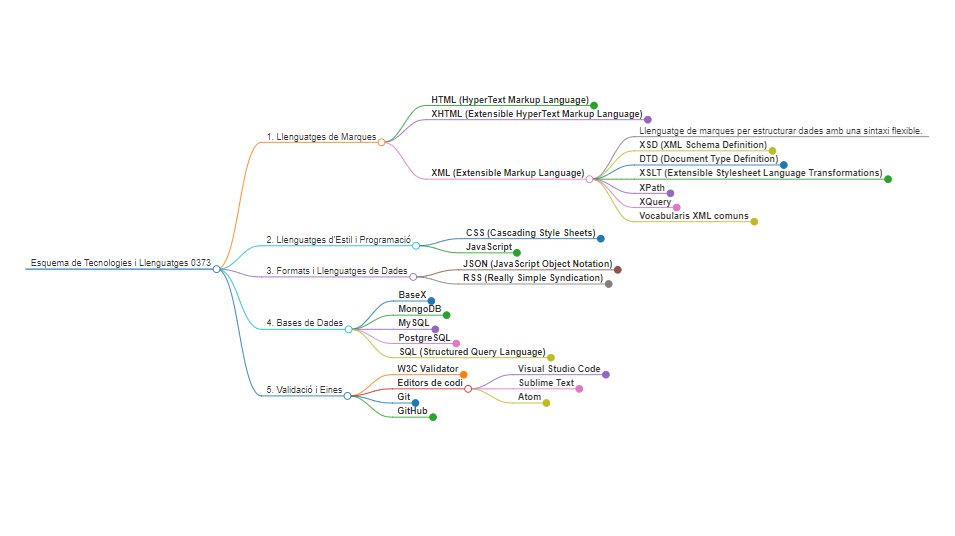 Esquema de Tecnologies i Llenguatges 0373
1. Llenguatges de Marques
HTML (HyperText Markup Language)
XHTML (Extensible HyperText Markup Language)
XML (Extensible Markup Language)
Llenguatge de marques per estructurar dades amb una sintaxi flexible.
XSD (XML Schema Definition)
DTD (Document Type Definition)
XSLT (Extensible Stylesheet Language Transformations)
XPath
XQuery
Vocabularis XML comuns
2. Llenguatges d'Estil i Programació
CSS (Cascading Style Sheets)
JavaScript
3. Formats i Llenguatges de Dades
JSON (JavaScript Object Notation)
RSS (Really Simple Syndication)
4. Bases de Dades
BaseX
MongoDB
MySQL
PostgreSQL
SQL (Structured Query Language)
5. Validació i Eines
W3C Validator
Editors de codi
Visual Studio Code
Sublime Text
Atom
Git
GitHub